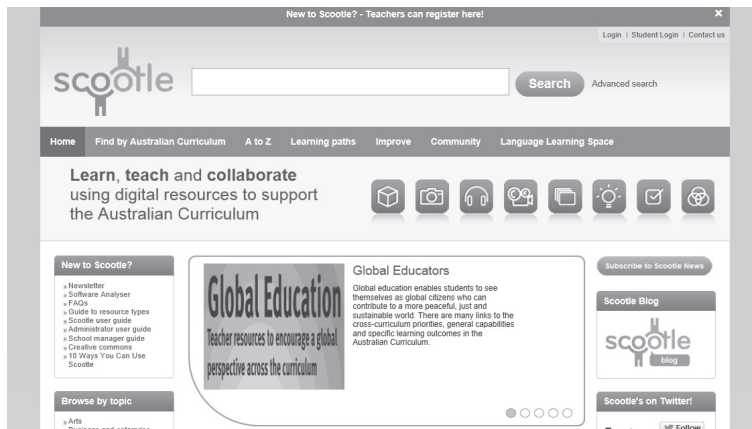 New to Scootle? - Teachers can register here!
×
Login | Student Login | Contact us
scootle
Search
Advanced search
Home Find by Australian Curriculum A to Z Learning paths Improve Community Language Learning Space
Learn, teach and collaborate
using digital resources to support
the Australian Curriculum
New to Scootle?
» Newsletter
» Software Analyser
» FAQs
» Guide to resource types
» Scootle user guide
» Administrator user guide
» School manager guide
» Creative commons
» 10 Ways You Can Use
Scootle
Browse by topic
» Arts
» Business and enterprise
Global Education
Teacher resources to encourage a global
perspective across the curriculum
Global Educators
Global education enables students to see
themselves as global citizens who can
contribute to a more peaceful, just and
sustainable world. There are many links to the
cross-curriculum priorities, general capabilities
and specific learning outcomes in the
Australian Curriculum.
Subscribe to Scootle News
Scootle Blog
scootle
blog
Scootle's on Twitter!
Follow